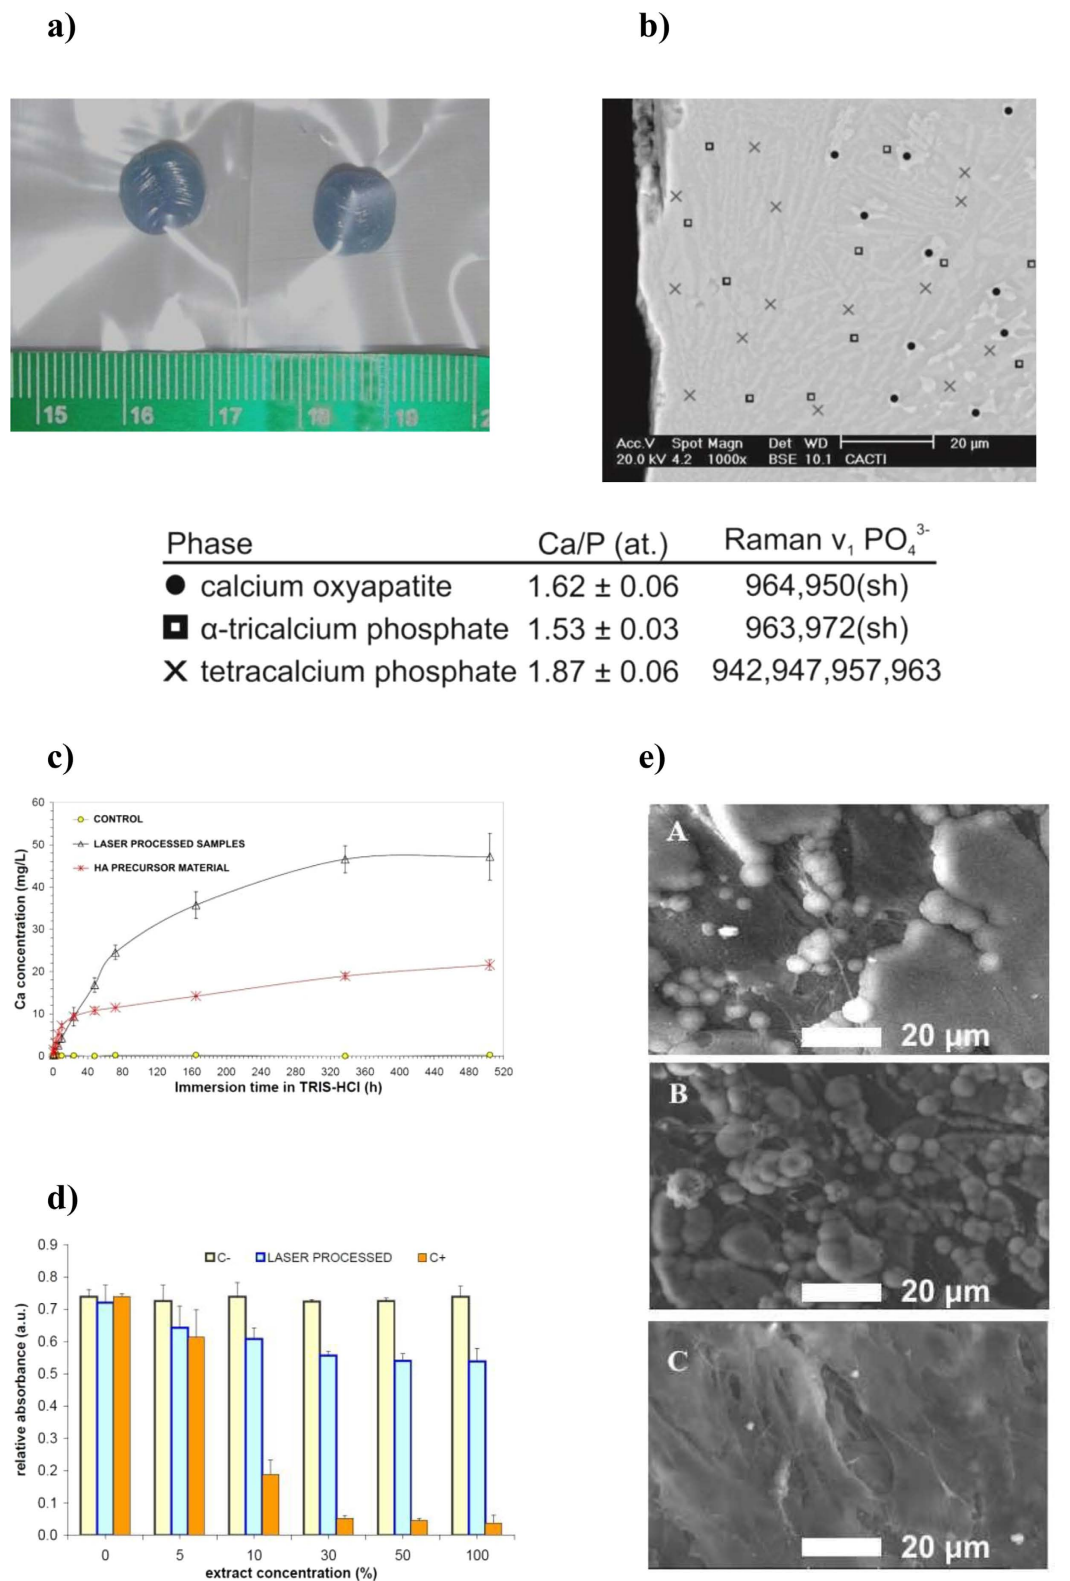 a)
b)
15 16 17 18 19
Acc.V Spot Magn Det WD 20 µm
20.0 kV 4.2 1000x BSE 10.1 CACTI
Phase Ca/P (at.) Raman v₁ PO₄³⁻
calcium oxyapatite 1.62 ± 0.06 964,950(sh)
α-tricalcium phosphate 1.53 ± 0.03 963,972(sh)
tetracalcium phosphate 1.87 ± 0.06 942,947,957,963
c)
60
50
40
30
20
10
0
Ca concentration (mg/L)
CONTROL
LASER PROCESSED SAMPLES
HA PRECURSOR MATERIAL
0 40 80 120 160 200 240 280 320 360 400 440 480 520
Immersion time in TRIS-HCl (h)
d)
0.9
0.8
0.7
0.6
0.5
0.4
0.3
0.2
0.1
0.0
relative absorbance (a.u.)
C- LASER PROCESSED C+
0 5 10 30 50 100
extract concentration (%)
e)
A
20 µm
B
20 µm
C
20 µm